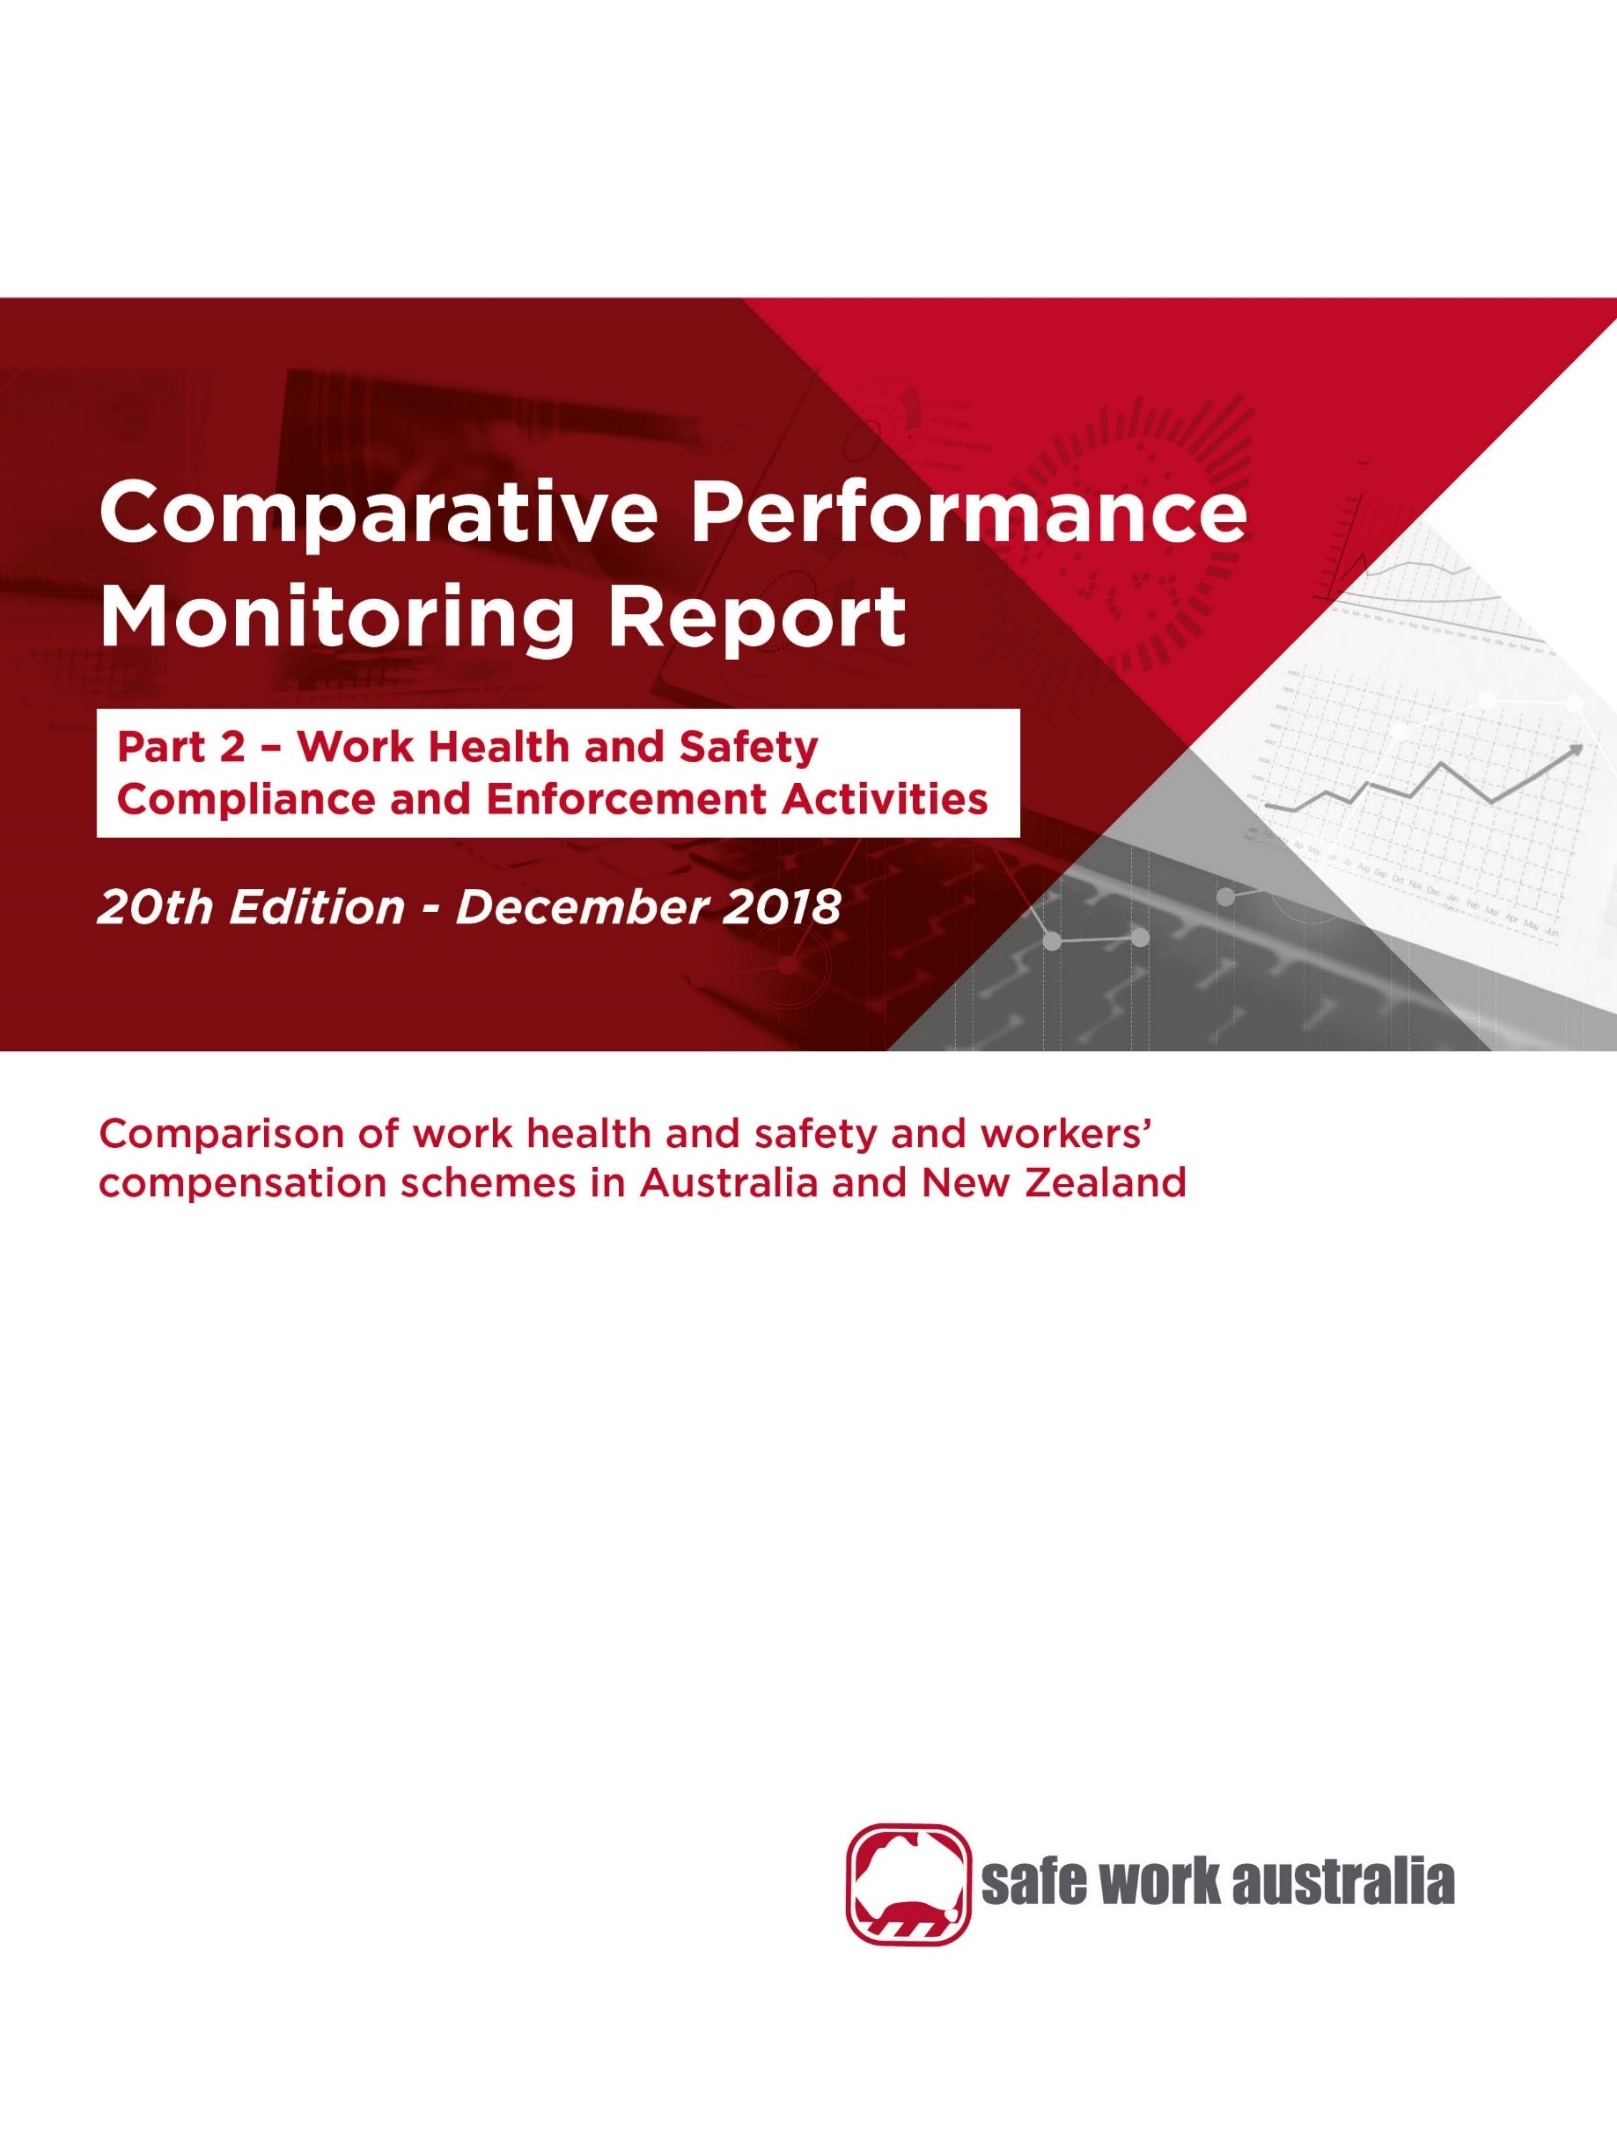 Comparative Performance
Monitoring Report
Part 2 – Work Health and Safety
Compliance and Enforcement Activities
20th Edition - December 2018
Comparison of work health and safety and workers’
compensation schemes in Australia and New Zealand
safe work australia